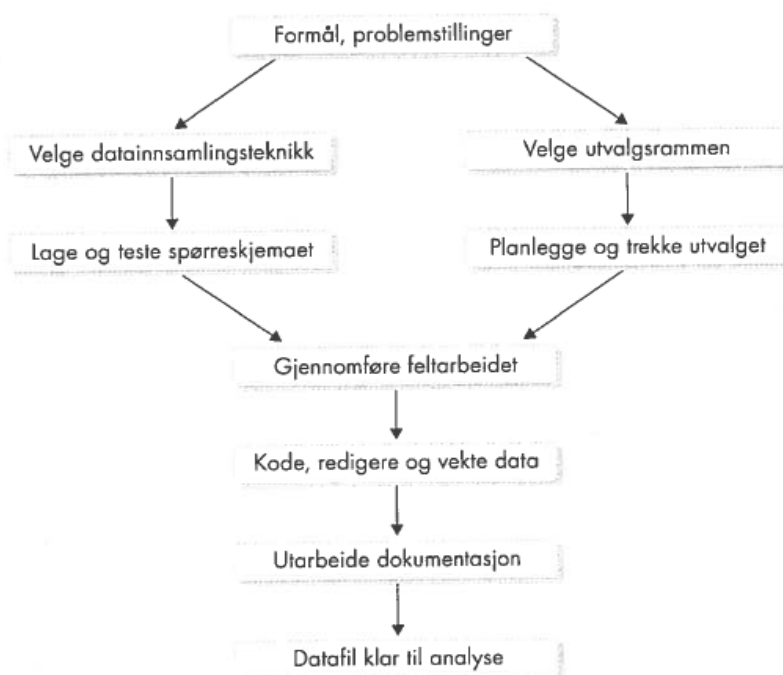 Formål, problemstillinger
Velge datainnsamlingsteknikk
Velge utvalgsrammen
Lage og teste spørreskjemaet
Planlegge og trekke utvalget
Gjennomføre feltarbeidet
Kode, redigere og vekte data
Utarbeide dokumentasjon
Datafil klar til analyse